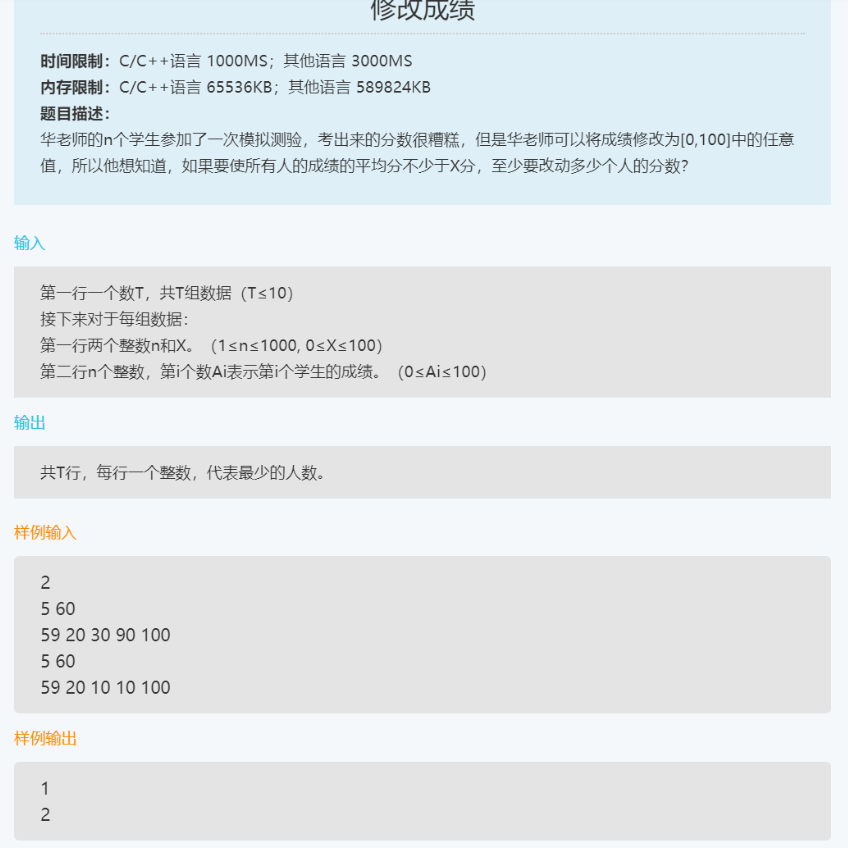 修改成绩
时间限制：C/C++语言 1000MS；其他语言 3000MS
内存限制：C/C++语言 65536KB；其他语言 589824KB
题目描述：
华老师的n个学生参加了一次模拟测验，考出来的分数很糟糕，但是华老师可以将成绩修改为[0,100]中的任意
值，所以他想知道，如果要使所有人的成绩的平均分不少于X分，至少要改动多少个人的分数？
输入
第一行一个数T，共T组数据（T≤10）
接下来对于每组数据：
第一行两个整数n和X。（1≤n≤1000, 0≤X≤100）
第二行n个整数，第i个数Ai表示第i个学生的成绩。（0≤Ai≤100）
输出
共T行，每行一个整数，代表最少的人数。
样例输入
2
5 60
59 20 30 90 100
5 60
59 20 10 10 100
样例输出
1
2